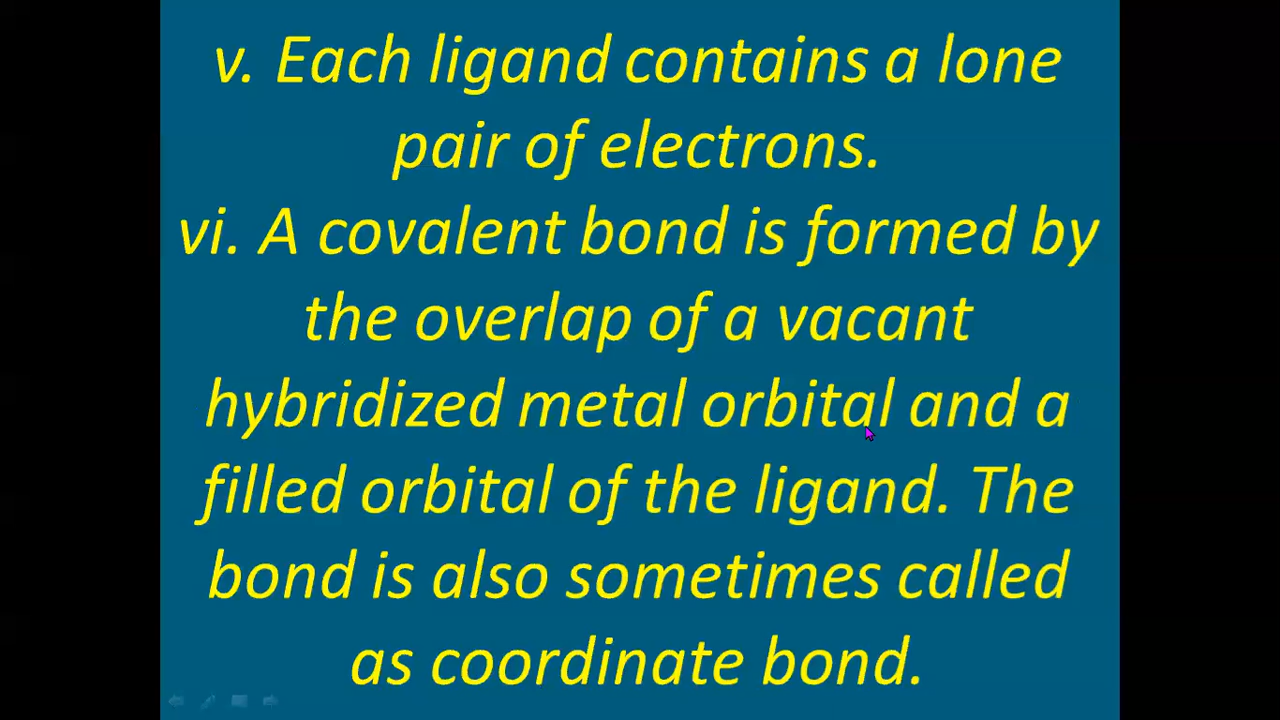 v. Each ligand contains a lone
pair of electrons.
vi. A covalent bond is formed by
the overlap of a vacant
hybridized metal orbital and a
filled orbital of the ligand. The
bond is also sometimes called
as coordinate bond.